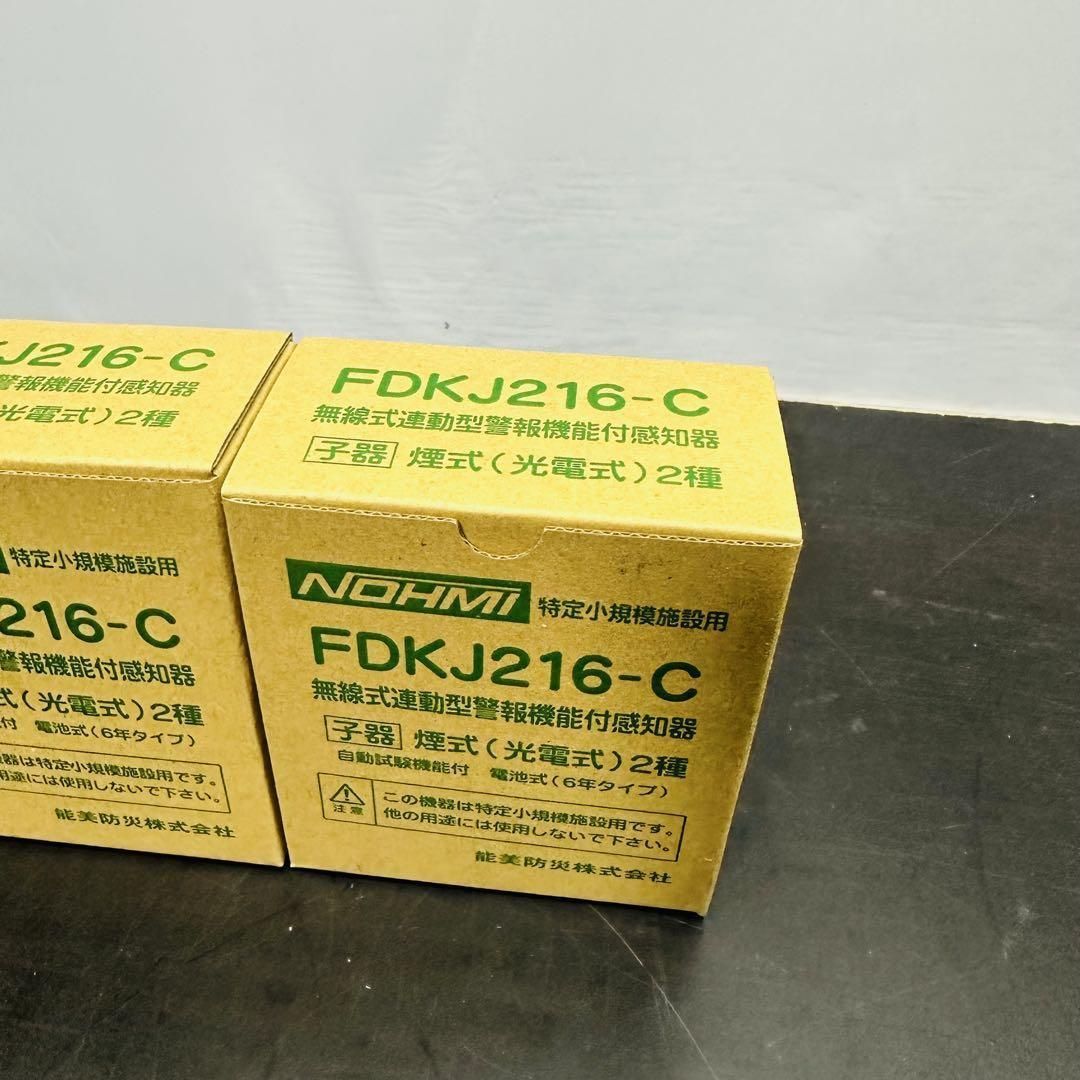 KJ216-C
警報機能付感知器
光電式)2種
特定小規模施設用
216-C
警報機能付感知器
式(光電式)2種
付 電池式(6年タイプ)
機器は特定小規模施設用です。
用途には使用しないで下さい。
能美防災株式会社
FDKJ216-C
無線式連動型警報機能付感知器
子器 煙式(光電式)2種
NOHMI 特定小規模施設用
FDKJ216-C
無線式連動型警報機能付感知器
子器 煙式(光電式)2種
自動試験機能付 電池式(6年タイプ)
注意
この機器は特定小規模施設用です。
他の用途には使用しないで下さい。
能美防災株式会社